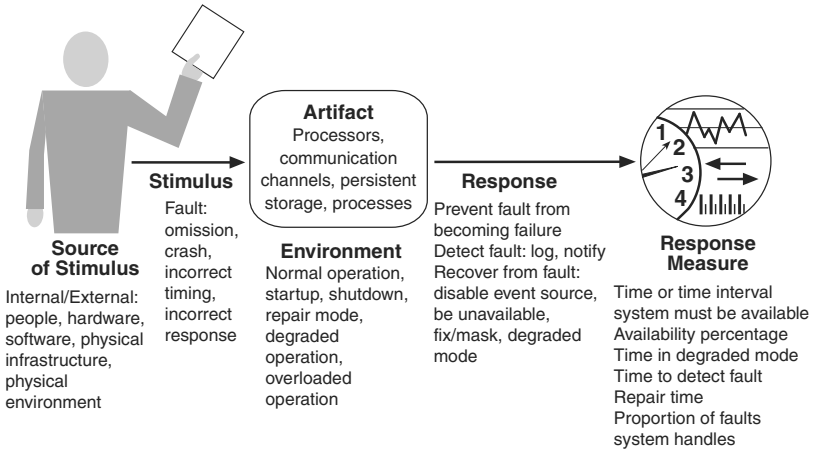 Source
of Stimulus
Internal/External:
people, hardware,
software, physical
infrastructure,
physical
environment
Stimulus
Fault:
omission,
crash,
incorrect
timing,
incorrect
response
Artifact
Processors,
communication
channels, persistent
storage, processes
Environment
Normal operation,
startup, shutdown,
repair mode,
degraded
operation,
overloaded
operation
Response
Prevent fault from
becoming failure
Detect fault: log, notify
Recover from fault:
disable event source,
be unavailable,
fix/mask, degraded
mode
1
2
3
4
Response
Measure
Time or time interval
system must be available
Availability percentage
Time in degraded mode
Time to detect fault
Repair time
Proportion of faults
system handles